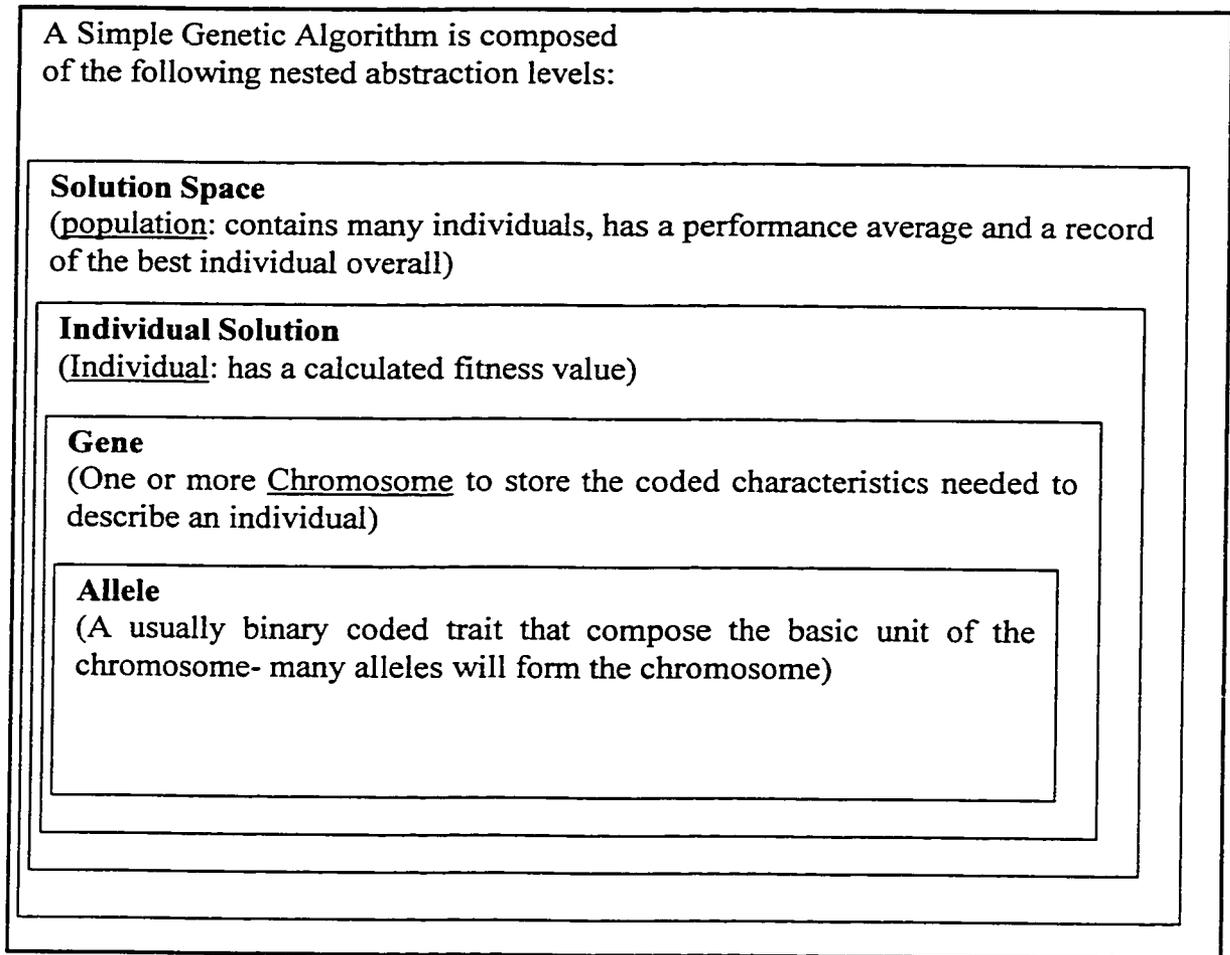 A Simple Genetic Algorithm is composed
of the following nested abstraction levels:
Solution Space
(population: contains many individuals, has a performance average and a record
of the best individual overall)
Individual Solution
(Individual: has a calculated fitness value)
Gene
(One or more Chromosome to store the coded characteristics needed to
describe an individual)
Allele
(A usually binary coded trait that compose the basic unit of the
chromosome- many alleles will form the chromosome)